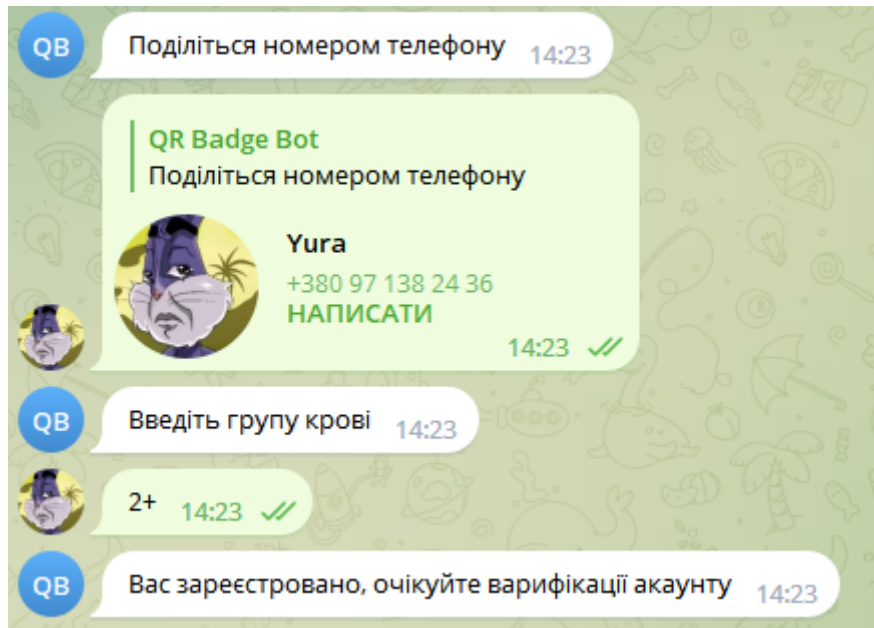 QB
Поділіться номером телефону 14:23
QR Badge Bot
Поділіться номером телефону
Yura
+380 97 138 24 36
НАПИСАТИ
14:23
QB
Введіть групу крові 14:23
2+ 14:23
QB
Вас зареєстровано, очікуйте варифікації акаунту 14:23